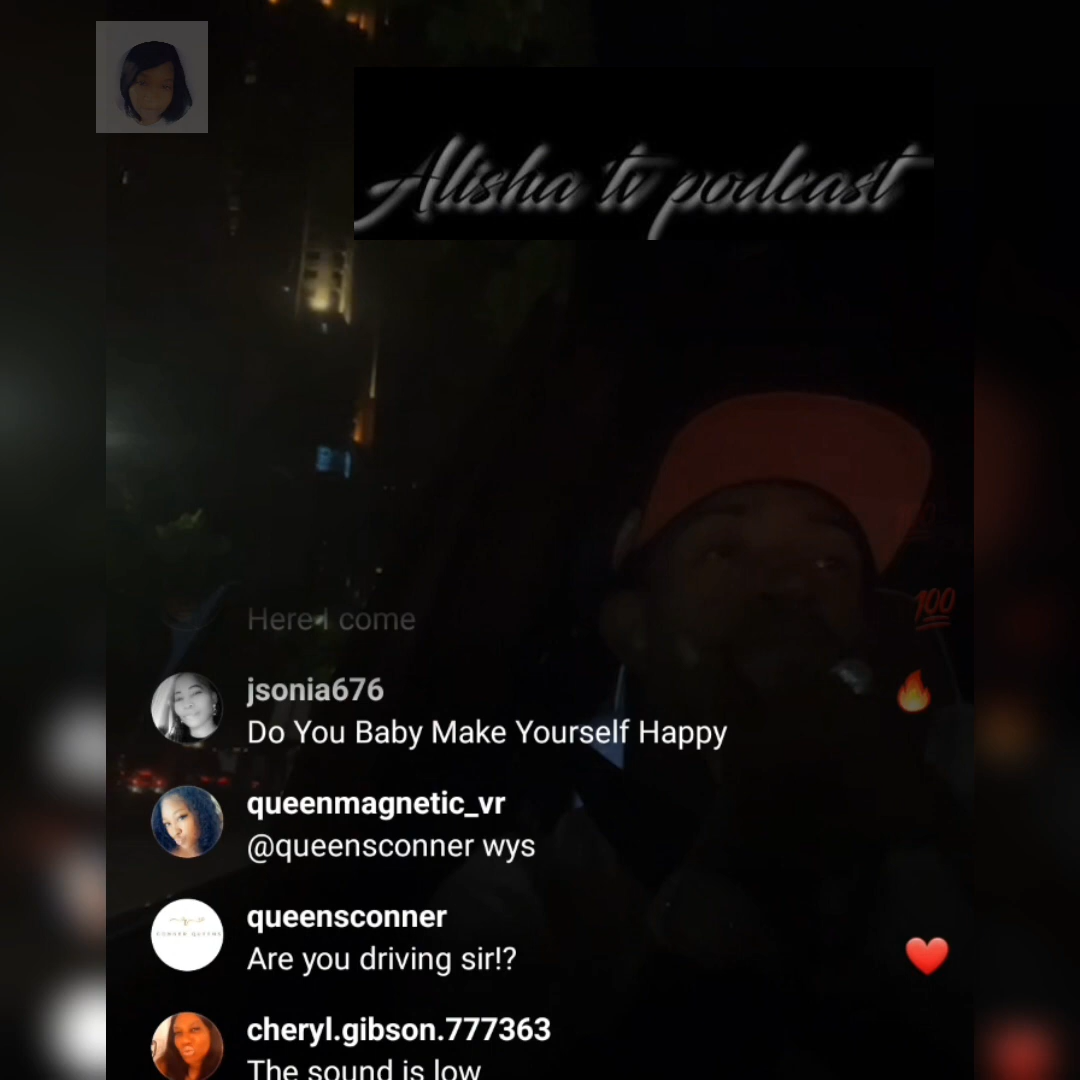 Alisha tv podcast
Here I come
jsonia676
Do You Baby Make Yourself Happy
queenmagnetic_vr
@queensconner wys
queensconner
Are you driving sir!?
cheryl.gibson.777363
The sound is low
100